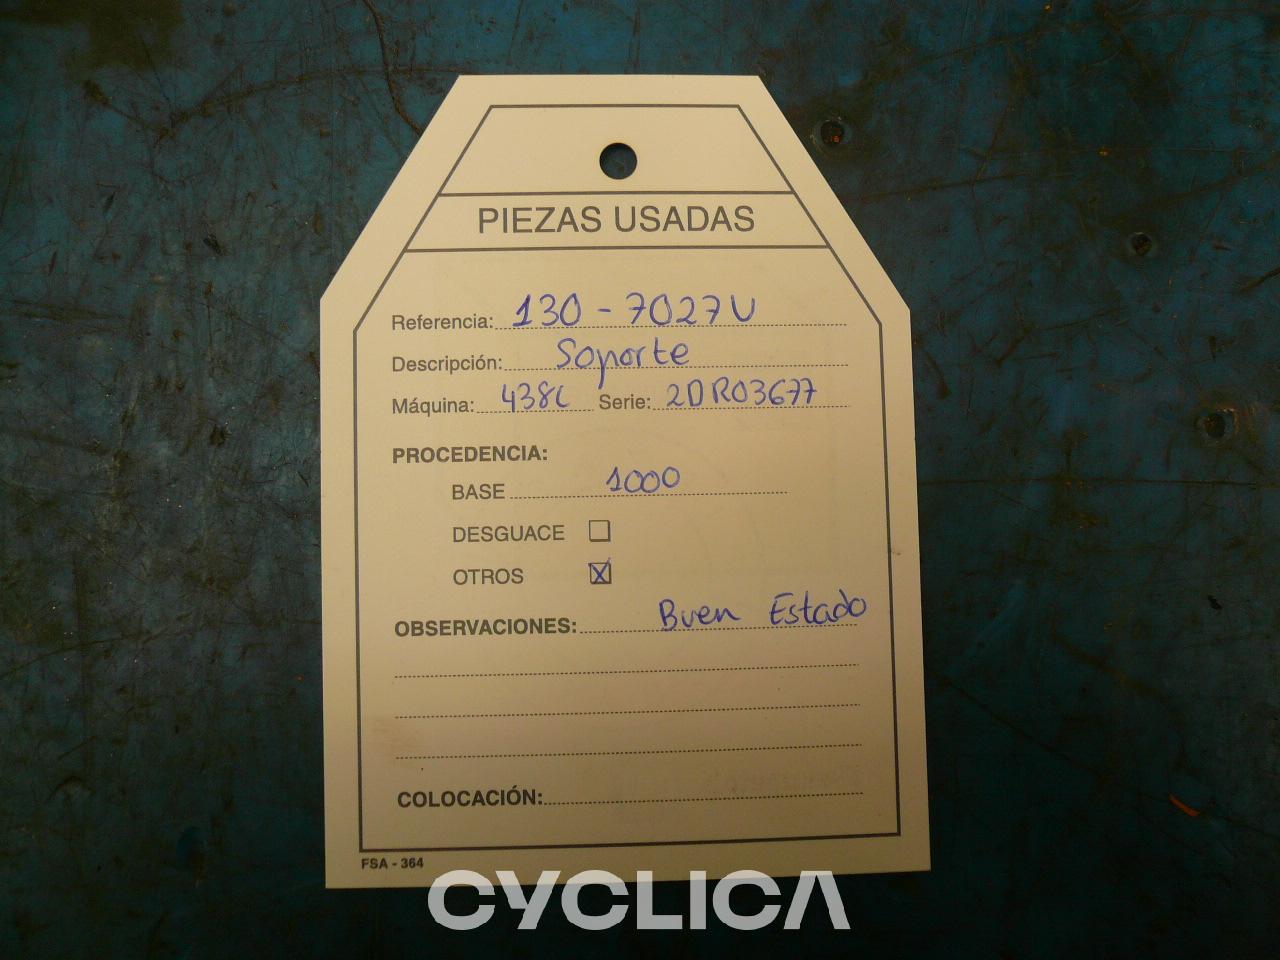 PIEZAS USADAS
Referencia: 130-7027U
Descripción: Soporte
Máquina: 438C Serie: 2DR03677
PROCEDENCIA:
BASE 1000
DESGUACE ☐
OTROS ☒
OBSERVACIONES: Buen Estado
COLOCACIÓN:
FSA - 364
CYCLICA